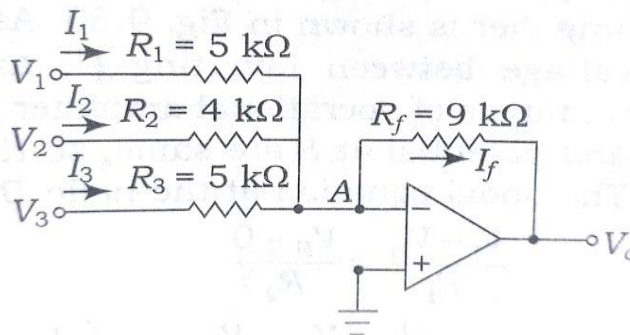 I1
R1 = 5 kΩ
V1
I2
R2 = 4 kΩ
V2
Rf = 9 kΩ
I3
R3 = 5 kΩ
If
V3
A
−
+
Vo